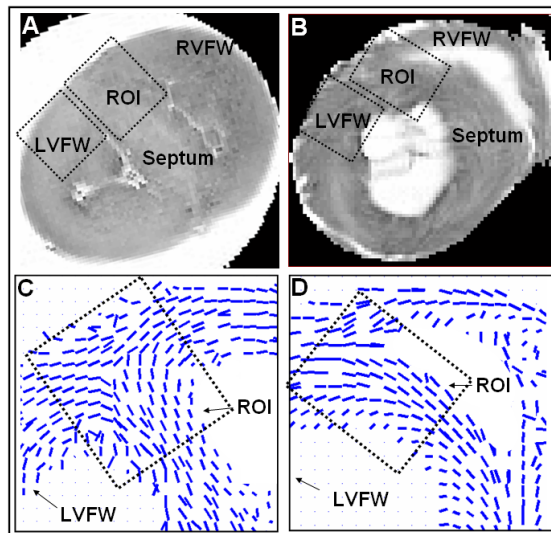 A
RVFW
ROI
LVFW
Septum
B
RVFW
ROI
LVFW
Septum
C
ROI
LVFW
D
ROI
LVFW